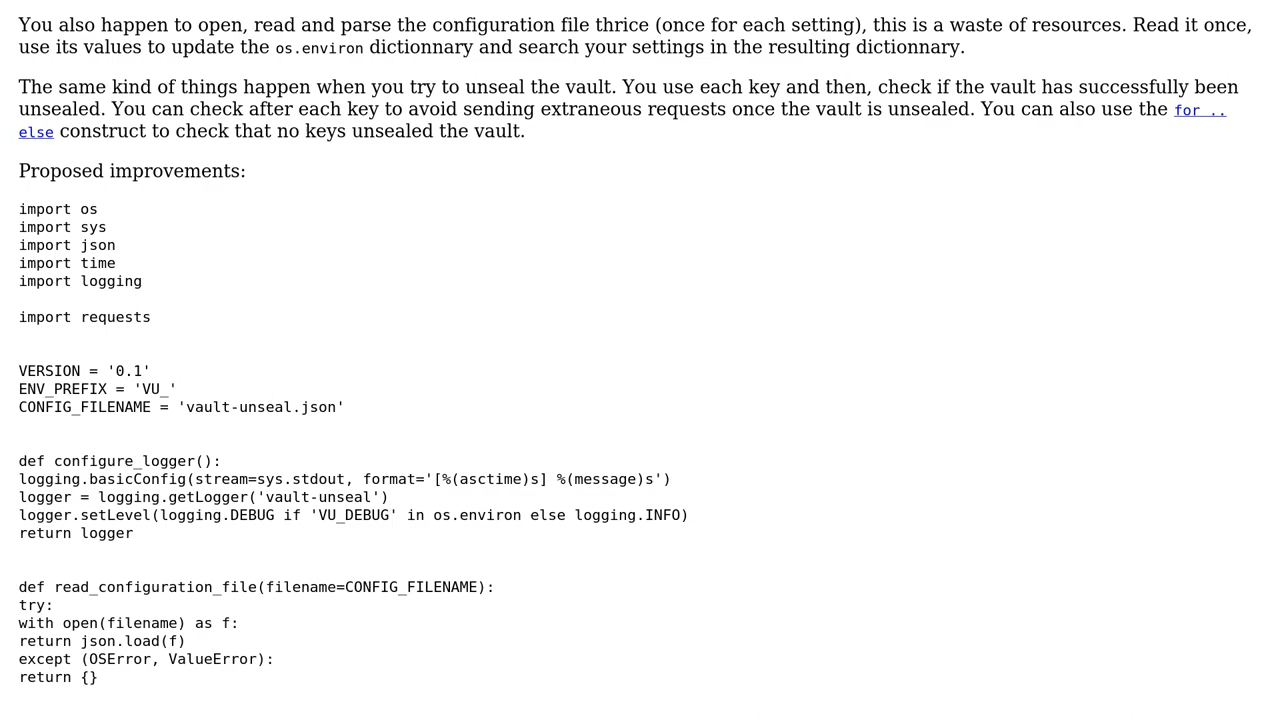 You also happen to open, read and parse the configuration file thrice (once for each setting), this is a waste of resources. Read it once,
use its values to update the os.environ dictionnary and search your settings in the resulting dictionnary.
The same kind of things happen when you try to unseal the vault. You use each key and then, check if the vault has successfully been
unsealed. You can check after each key to avoid sending extraneous requests once the vault is unsealed. You can also use the for ..
else construct to check that no keys unsealed the vault.
Proposed improvements:
import os
import sys
import json
import time
import logging
import requests
VERSION = '0.1'
ENV_PREFIX = 'VU_'
CONFIG_FILENAME = 'vault-unseal.json'
def configure_logger():
logging.basicConfig(stream=sys.stdout, format='[%(asctime)s] %(message)s')
logger = logging.getLogger('vault-unseal')
logger.setLevel(logging.DEBUG if 'VU_DEBUG' in os.environ else logging.INFO)
return logger
def read_configuration_file(filename=CONFIG_FILENAME):
try:
with open(filename) as f:
return json.load(f)
except (OSError, ValueError):
return {}